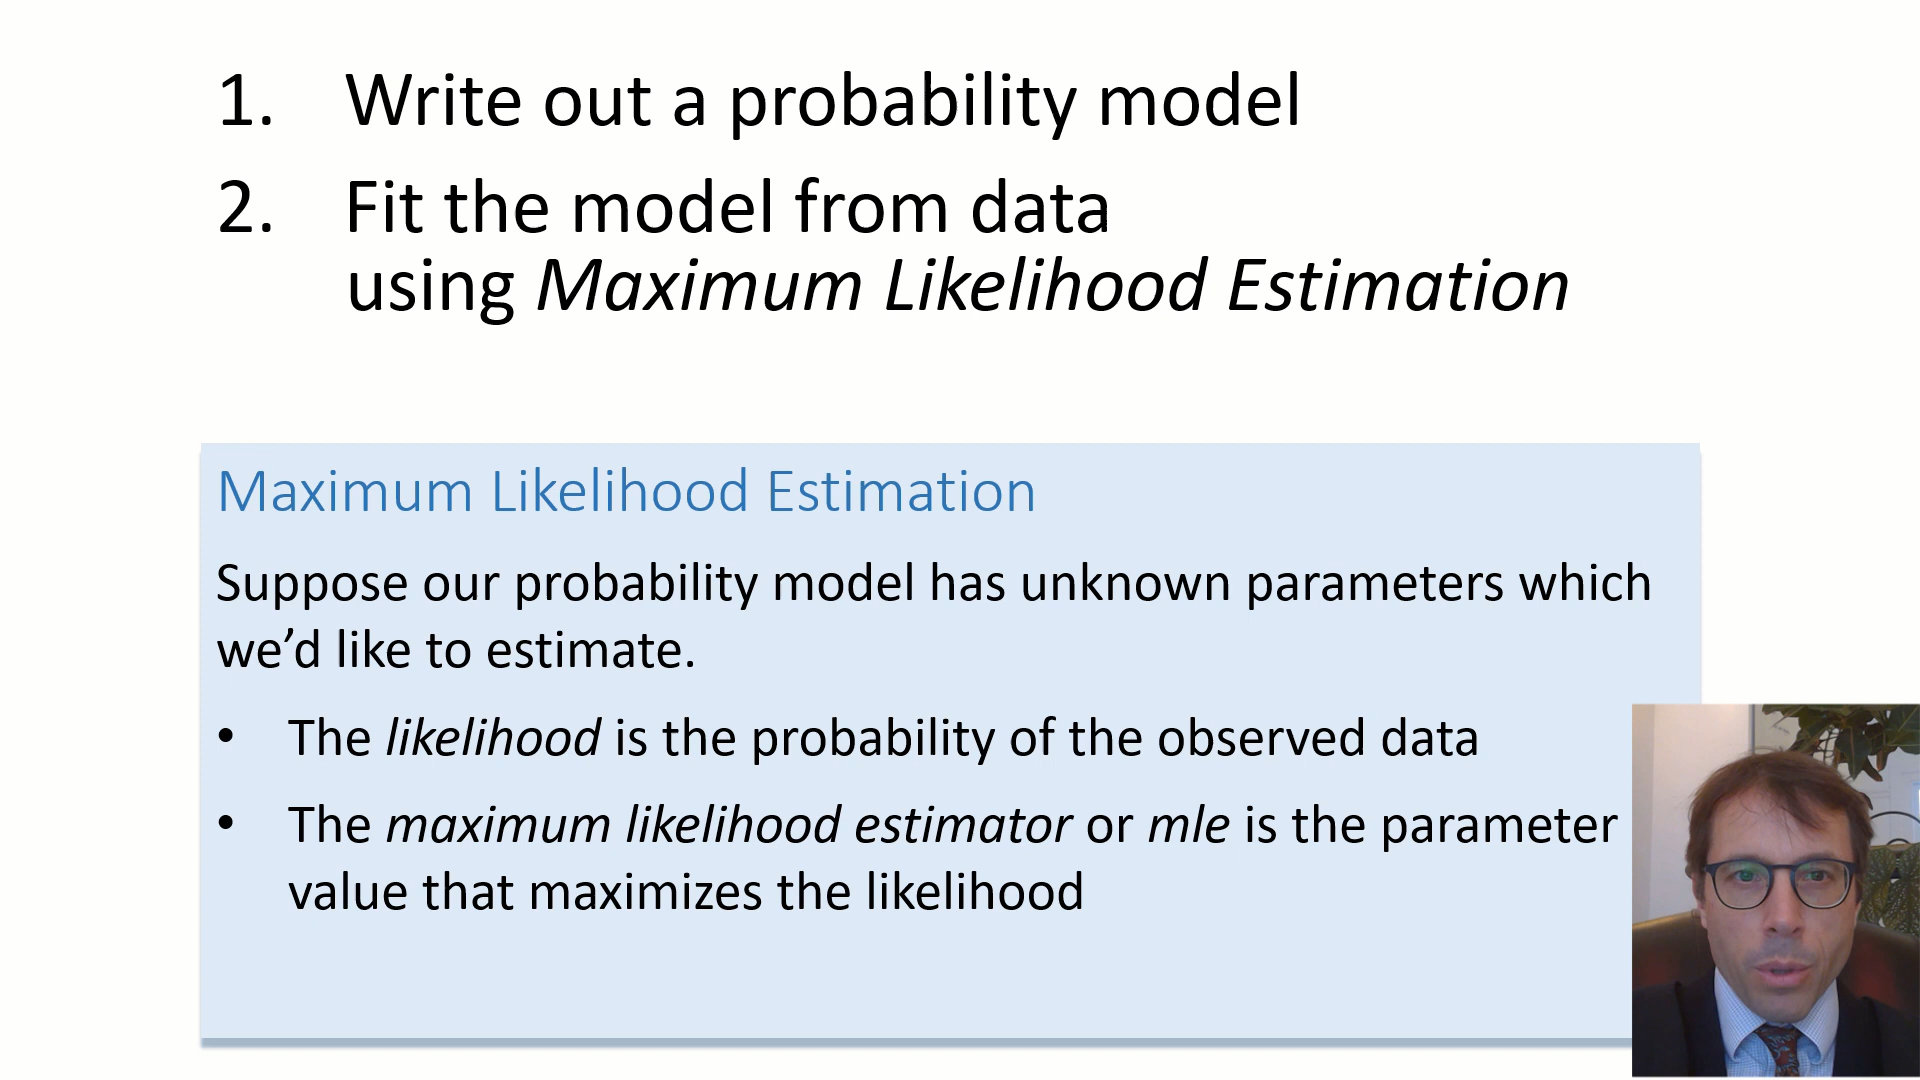 1. Write out a probability model
2. Fit the model from data
using Maximum Likelihood Estimation
Maximum Likelihood Estimation
Suppose our probability model has unknown parameters which
we’d like to estimate.
• The likelihood is the probability of the observed data
• The maximum likelihood estimator or mle is the parameter
value that maximizes the likelihood